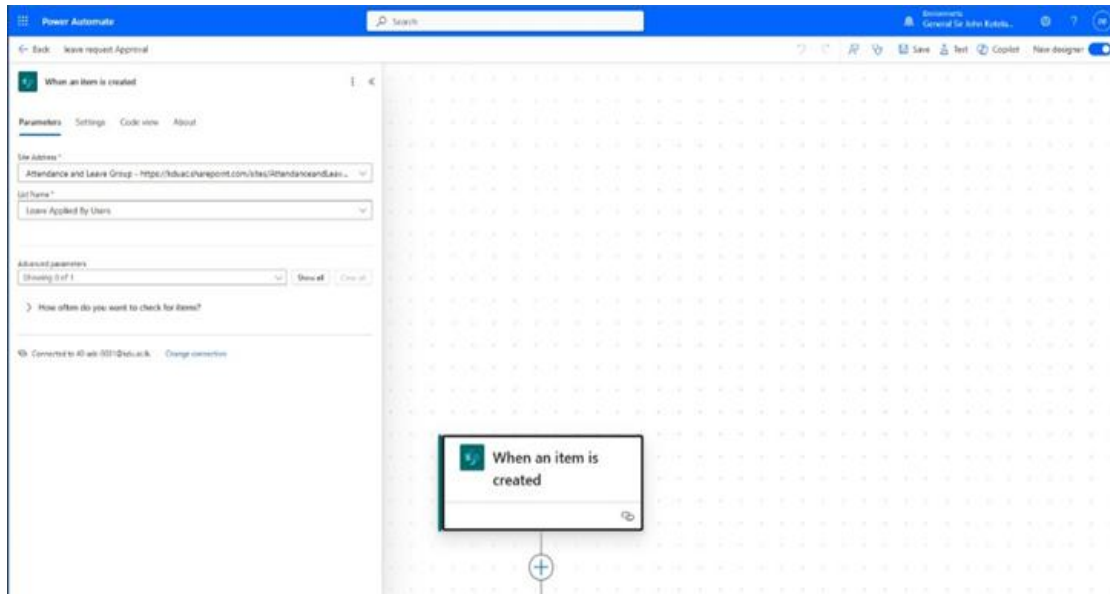 Power Automate
Search
Environments
General Sir John Kotela...
?
Back
leave request Approval
Save
Test
Copilot
New designer
When an item is created
Parameters
Settings
Code view
About
Site Address *
Attendance and Leave Group - https://kduac.sharepoint.com/sites/AttendanceandLeav...
List Name *
Leave Applied By Users
Advanced parameters
Showing 0 of 1
Show all
Clear all
How often do you want to check for items?
Connected to
Change connection
When an item is
created